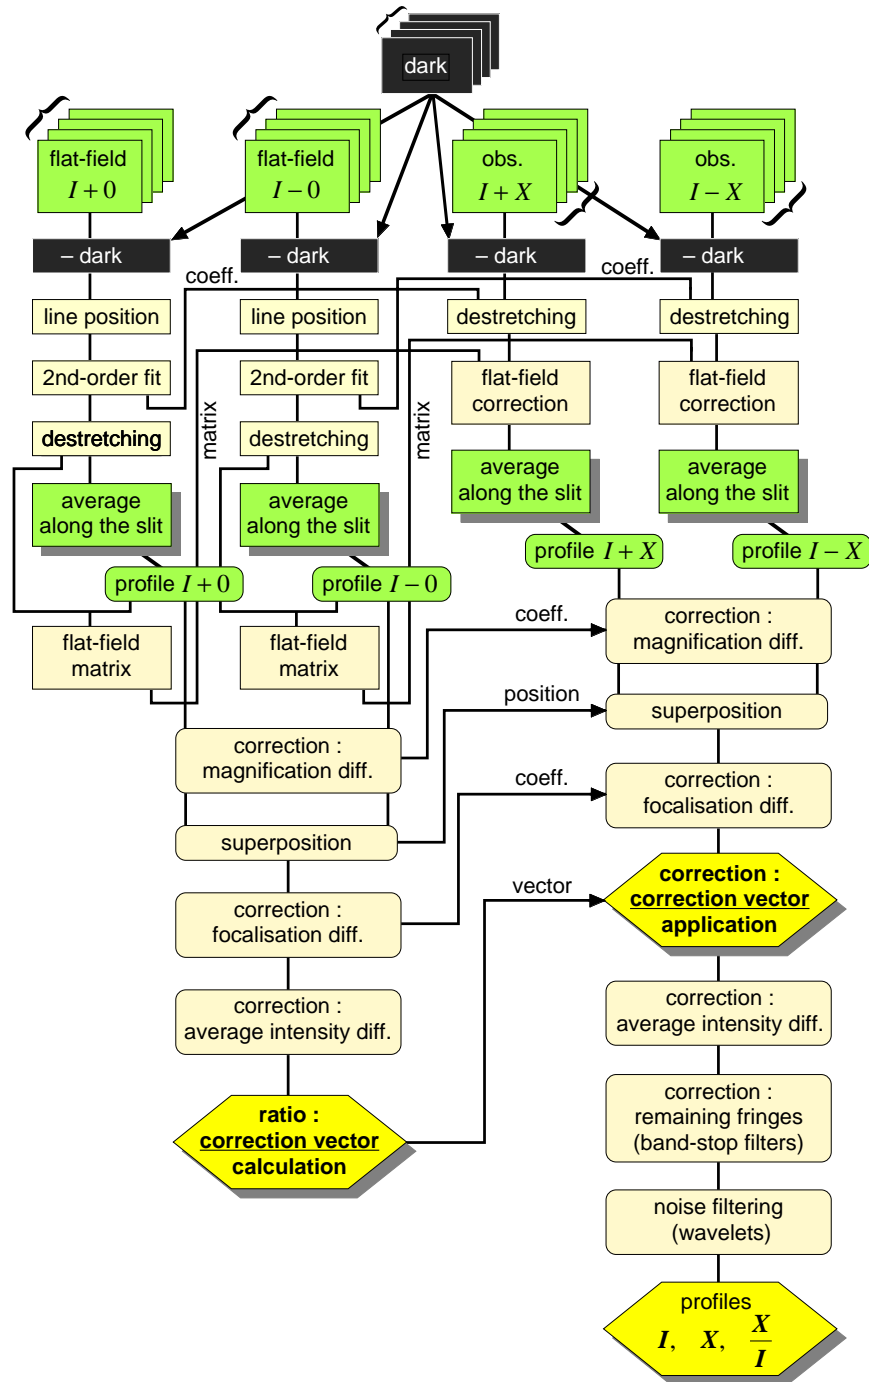 dark
flat-field
I + 0
flat-field
I − 0
obs.
I + X
obs.
I − X
– dark
– dark
– dark
– dark
coeff.
coeff.
line position
line position
destretching
destretching
2nd-order fit
2nd-order fit
flat-field
correction
flat-field
correction
matrix
matrix
destretching
destretching
average
along the slit
average
along the slit
average
along the slit
average
along the slit
profile I + X
profile I − X
profile I + 0
profile I − 0
flat-field
matrix
flat-field
matrix
coeff.
correction :
magnification diff.
position
superposition
correction :
magnification diff.
coeff.
correction :
focalisation diff.
superposition
vector
correction :
correction vector
application
correction :
focalisation diff.
correction :
average intensity diff.
correction :
average intensity diff.
ratio :
correction vector
calculation
correction :
remaining fringes
(band-stop filters)
noise filtering
(wavelets)
profiles
I, X, X
I